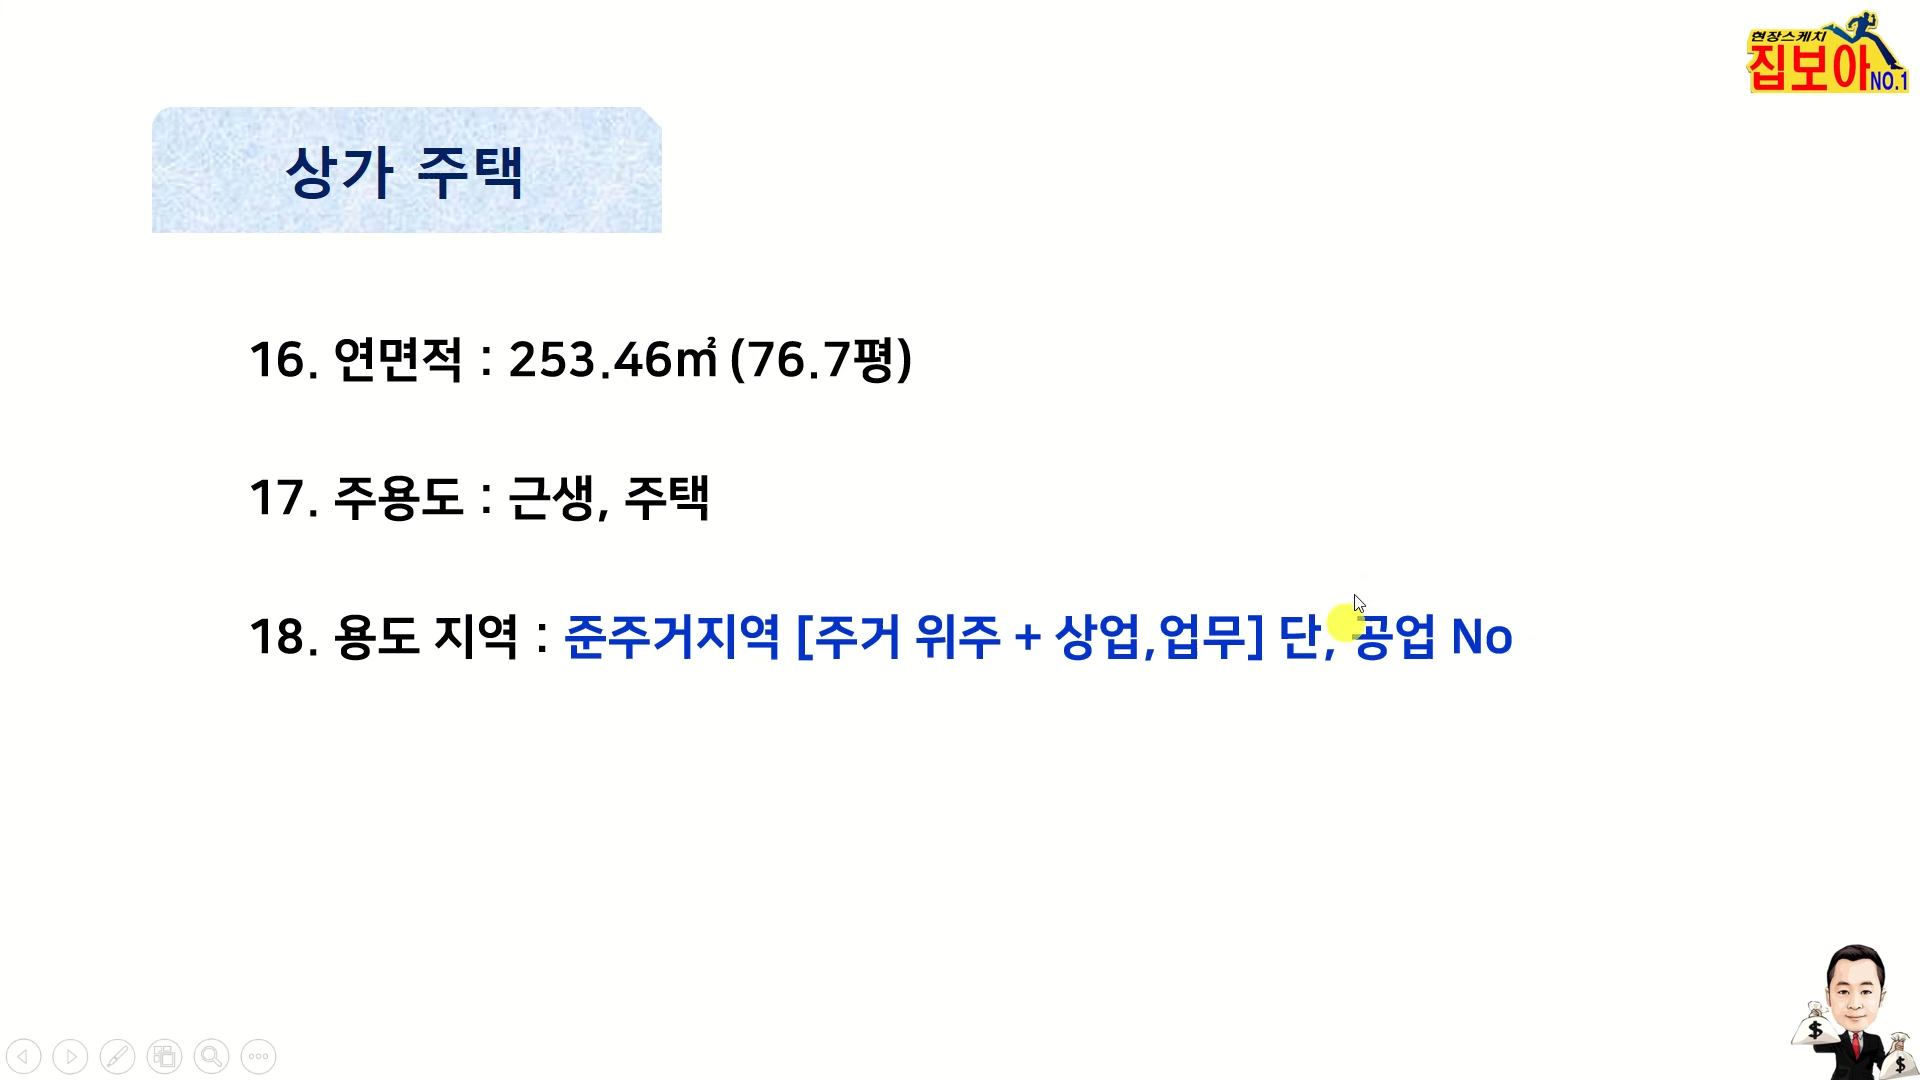 현장스케치
집보아 NO.1
상가 주택
16. 연면적 : 253.46㎡ (76.7평)
17. 주용도 : 근생, 주택
18. 용도 지역 : 준주거지역 [주거 위주 + 상업,업무] 단, 공업 No
$
$